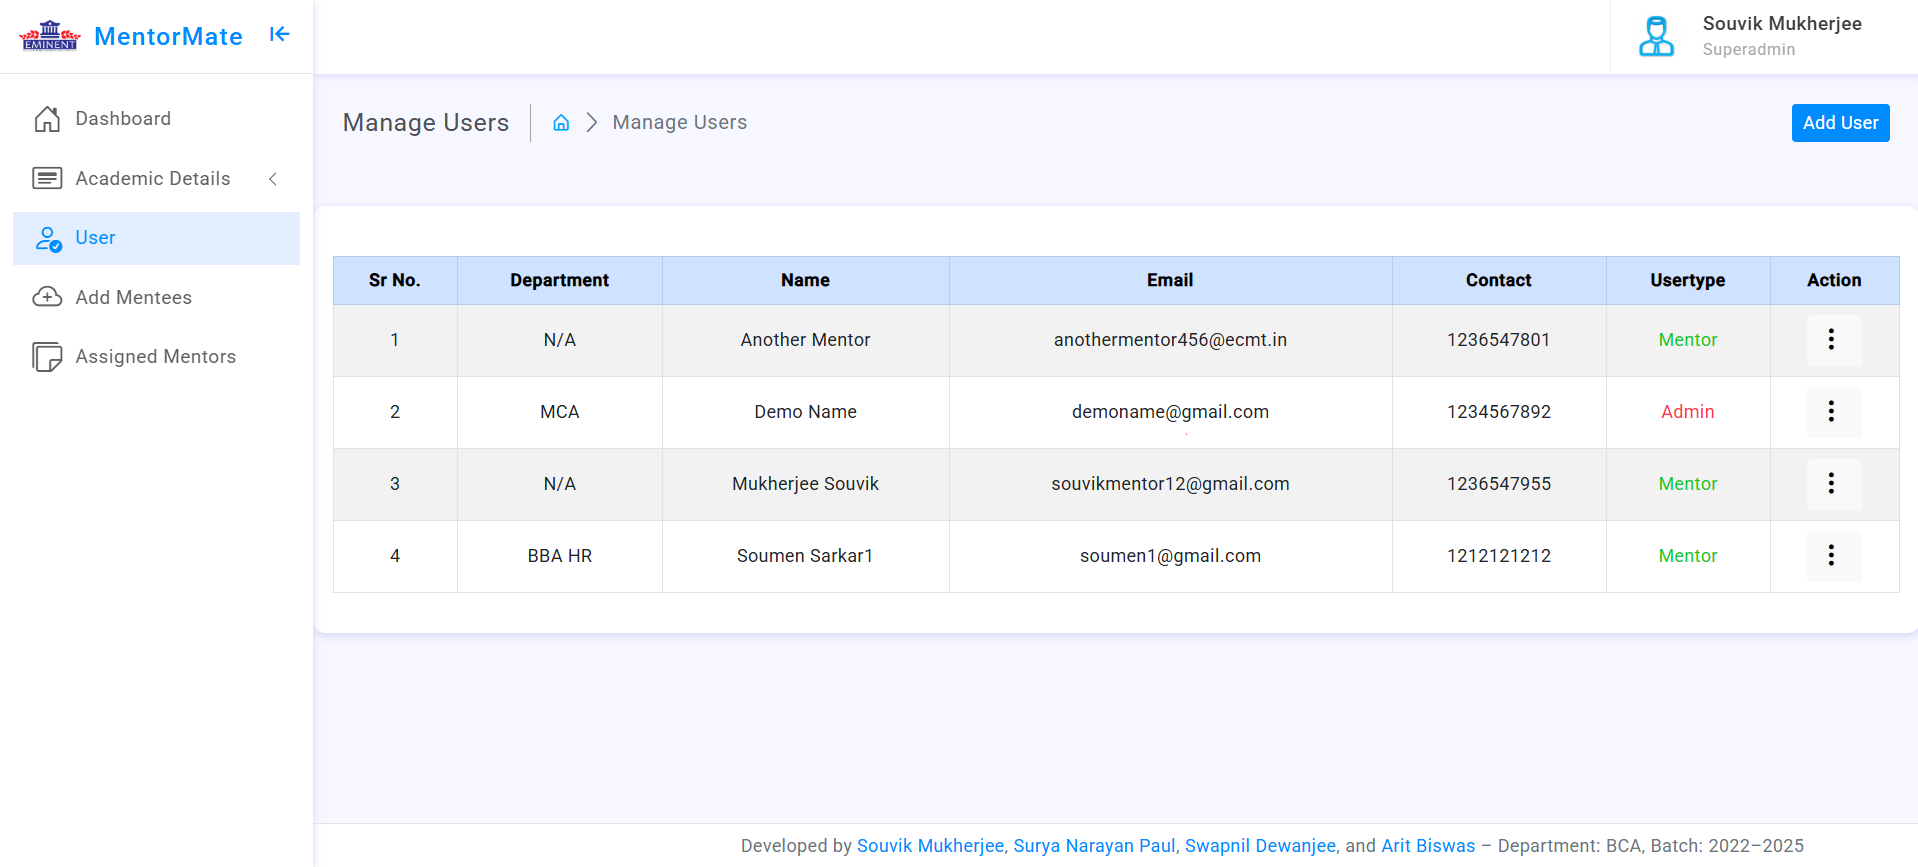 EMINENT
MentorMate
Souvik Mukherjee
Superadmin
Dashboard
Academic Details
User
Add Mentees
Assigned Mentors
Manage Users
Manage Users
Add User
Sr No. Department Name Email Contact Usertype Action
1 N/A Another Mentor anothermentor456@ecmt.in 1236547801 Mentor
2 MCA Demo Name demoname@gmail.com 1234567892 Admin
3 N/A Mukherjee Souvik souvikmentor12@gmail.com 1236547955 Mentor
4 BBA HR Soumen Sarkar1 soumen1@gmail.com 1212121212 Mentor
Developed by Souvik Mukherjee, Surya Narayan Paul, Swapnil Dewanjee, and Arit Biswas – Department: BCA, Batch: 2022–2025